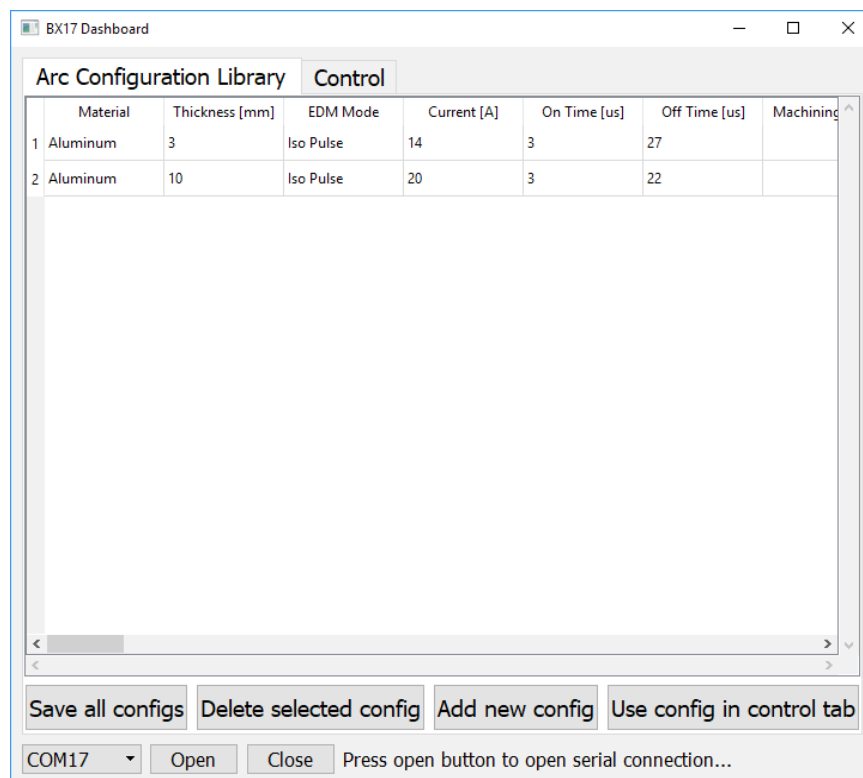 BX17 Dashboard
Arc Configuration Library Control
Material Thickness [mm] EDM Mode Current [A] On Time [us] Off Time [us] Machining
1 Aluminum 3 Iso Pulse 14 3 27
2 Aluminum 10 Iso Pulse 20 3 22
Save all configs Delete selected config Add new config Use config in control tab
COM17 Open Close Press open button to open serial connection...